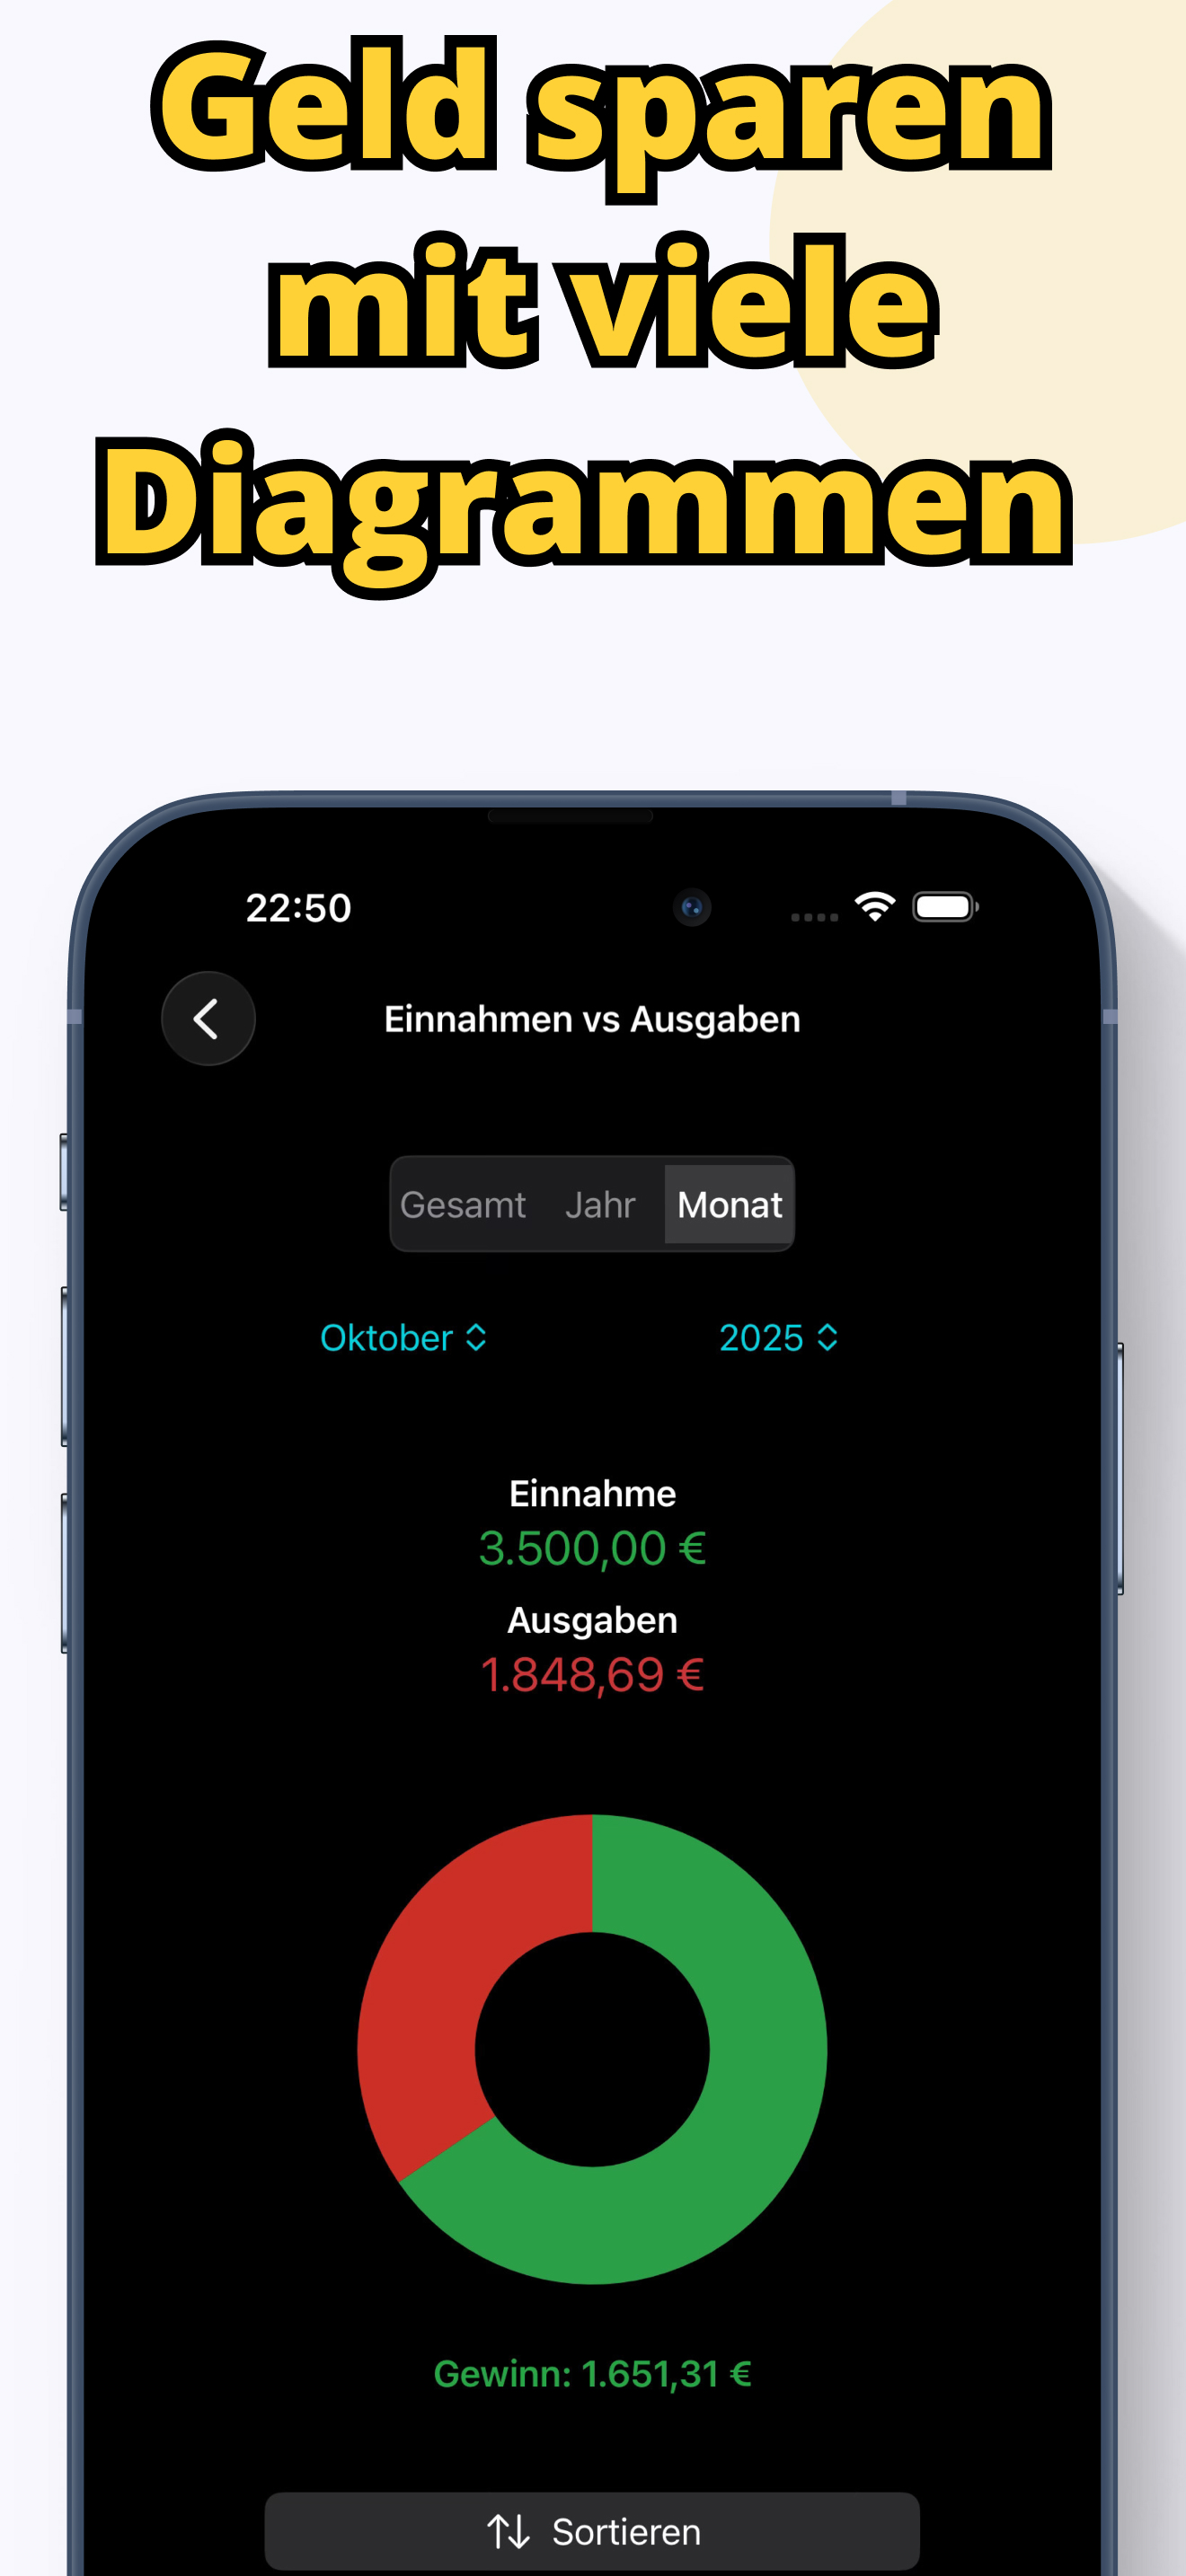 Geld sparen
mit viele
Diagrammen
22:50
Einnahmen vs Ausgaben
Gesamt Jahr Monat
Oktober 2025
Einnahme
3.500,00 €
Ausgaben
1.848,69 €
Gewinn: 1.651,31 €
Sortieren